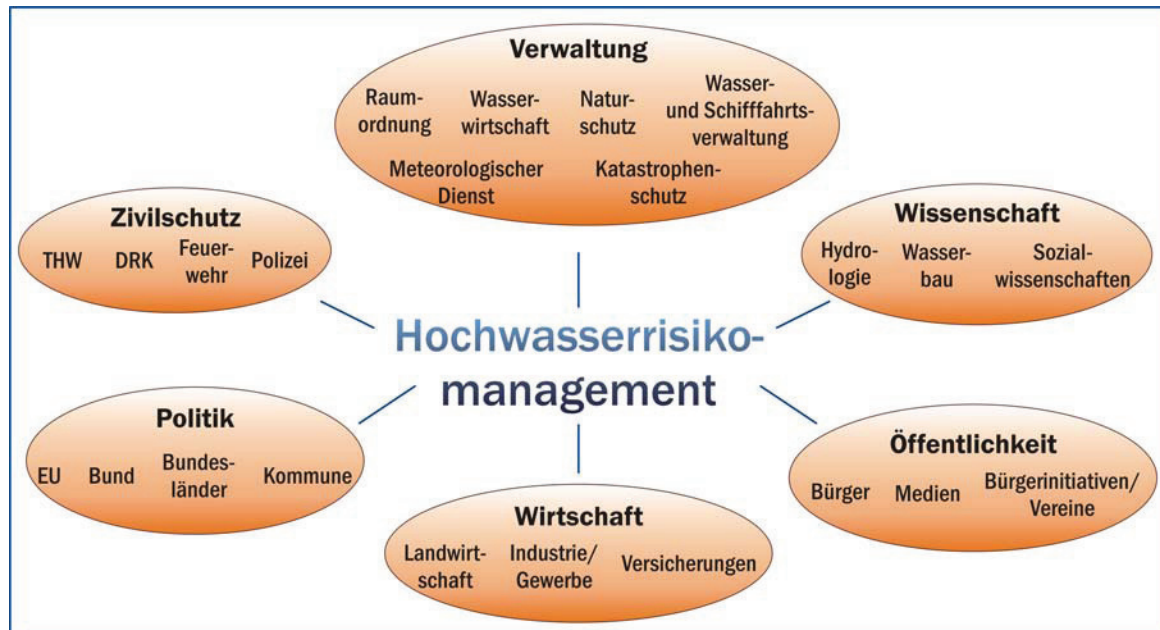 Verwaltung
Raum-
ordnung
Wasser-
wirtschaft
Natur-
schutz
Wasser-
und Schifffahrts-
verwaltung
Meteorologischer
Dienst
Katastrophen-
schutz
Zivilschutz
THW
DRK
Feuer-
wehr
Polizei
Wissenschaft
Hydro-
logie
Wasser-
bau
Sozial-
wissenschaften
Hochwasserrisiko-
management
Politik
EU
Bund
Bundes-
länder
Kommune
Wirtschaft
Landwirt-
schaft
Industrie/
Gewerbe
Versicherungen
Öffentlichkeit
Bürger
Medien
Bürgerinitiativen/
Vereine